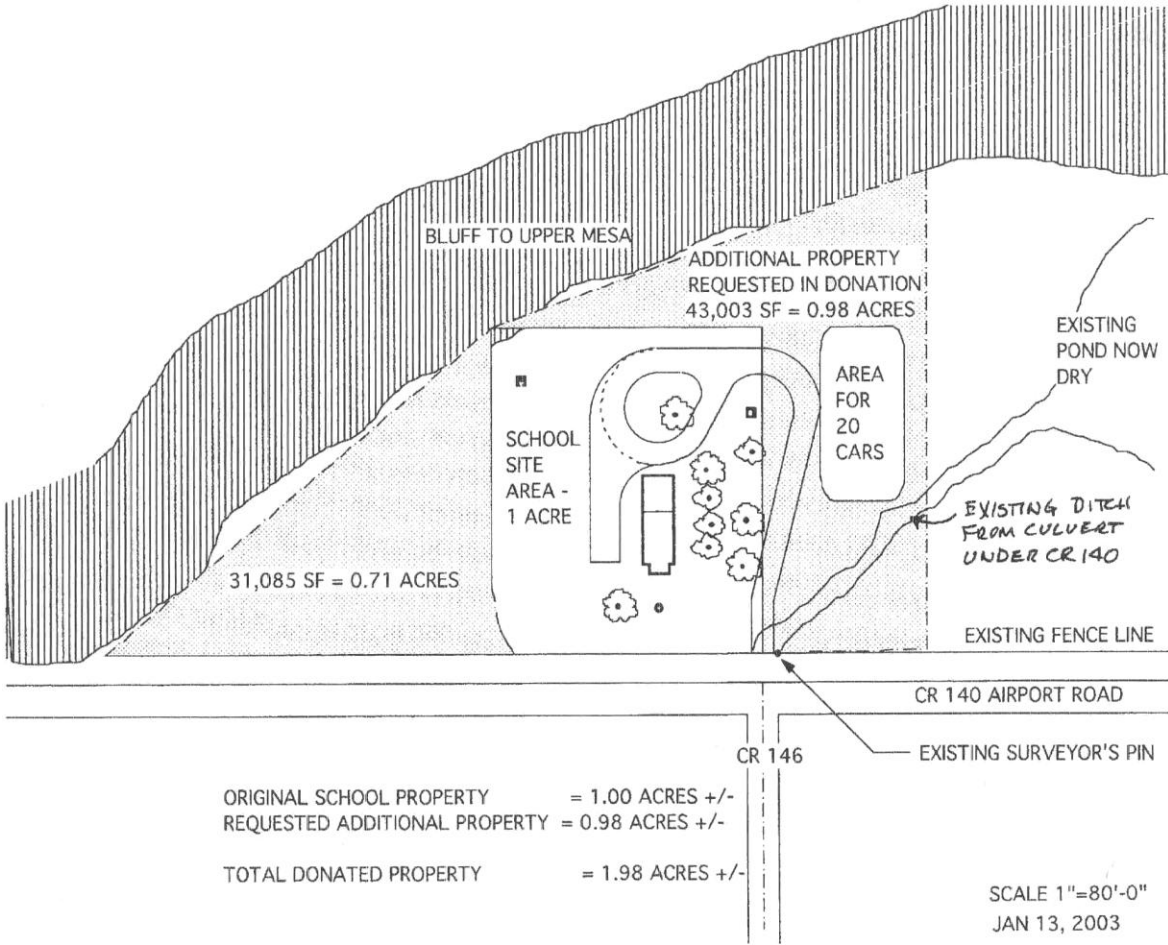 BLUFF TO UPPER MESA
ADDITIONAL PROPERTY
REQUESTED IN DONATION
43,003 SF = 0.98 ACRES
EXISTING
POND NOW
DRY
AREA
FOR
20
CARS
SCHOOL
SITE
AREA -
1 ACRE
EXISTING DITCH
FROM CULVERT
UNDER CR 140
31,085 SF = 0.71 ACRES
EXISTING FENCE LINE
CR 140 AIRPORT ROAD
CR 146
EXISTING SURVEYOR'S PIN
ORIGINAL SCHOOL PROPERTY = 1.00 ACRES +/-
REQUESTED ADDITIONAL PROPERTY = 0.98 ACRES +/-
TOTAL DONATED PROPERTY = 1.98 ACRES +/-
SCALE 1"=80'-0"
JAN 13, 2003